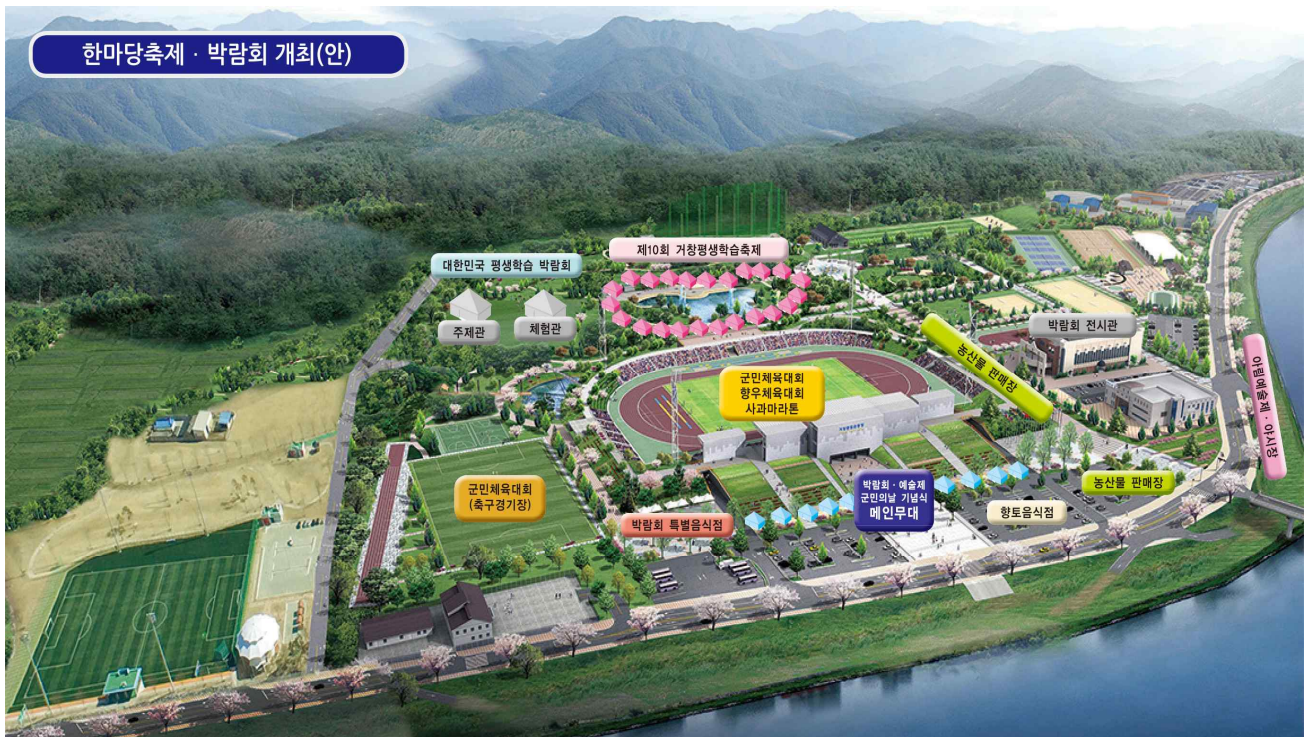 한마당축제 · 박람회 개최(안)
제10회 거창평생학습축제
대한민국 평생학습 박람회
주제관
체험관
박람회 전시관
농산물 판매장
아림예술제 · 야시장
군민체육대회
향우체육대회
사과마라톤
군민체육대회
(축구경기장)
박람회 · 예술제
군민의날 기념식
메인무대
농산물 판매장
향토음식점
박람회 특별음식점